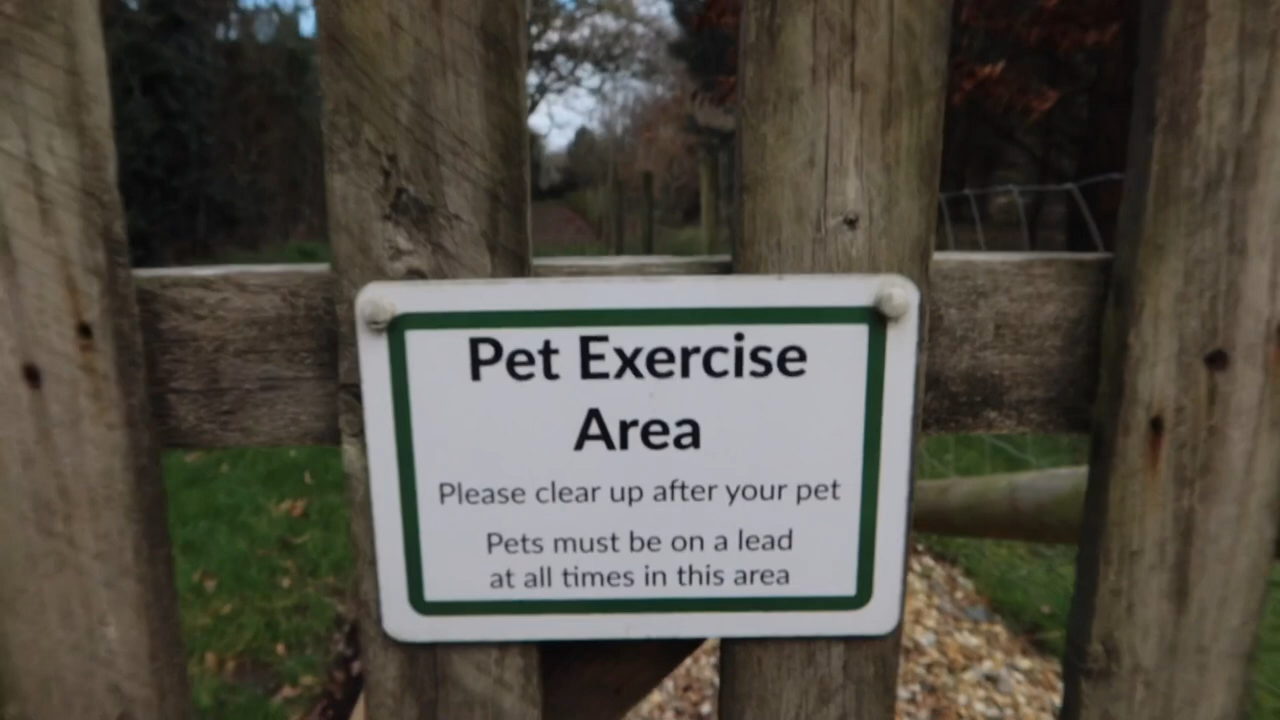 Pet Exercise
Area
Please clear up after your pet
Pets must be on a lead
at all times in this area